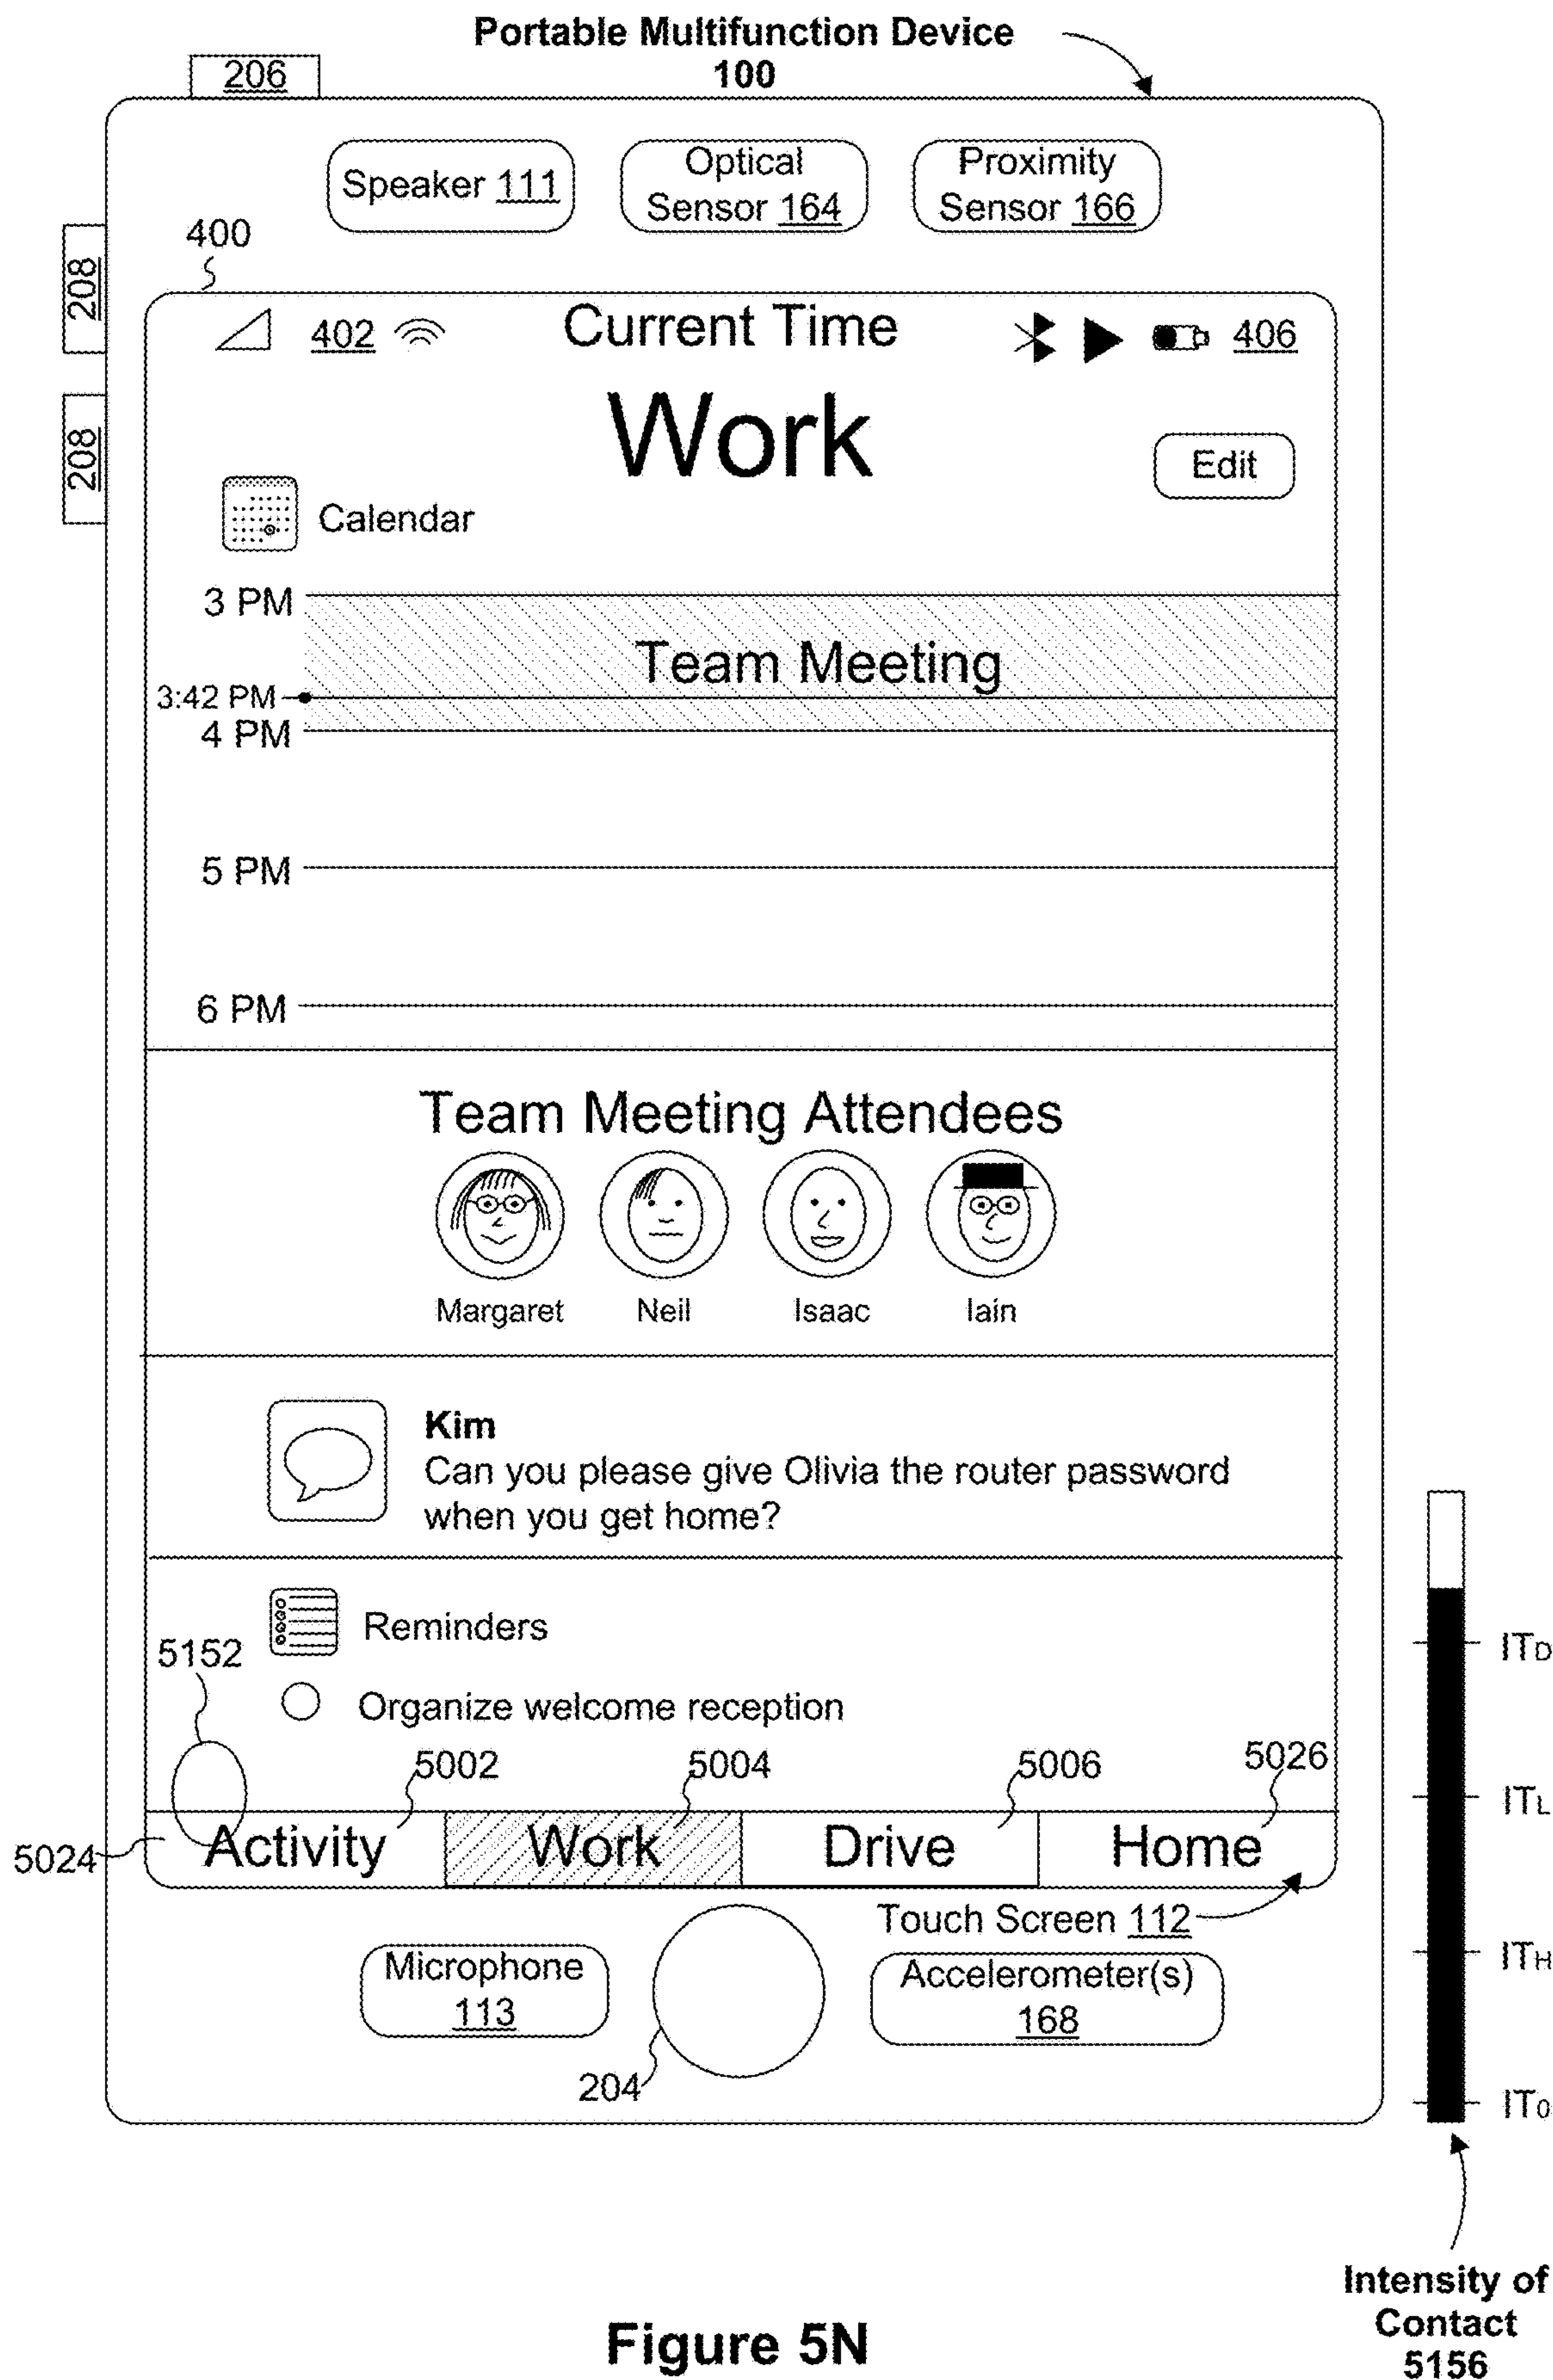 Portable Multifunction Device
100
206
Speaker 111
Optical
Sensor 164
Proximity
Sensor 166
208
400
402
Current Time
406
Work
208
Edit
Calendar
3 PM
Team Meeting
3:42 PM
4 PM
5 PM
6 PM
Team Meeting Attendees
Margaret Neil Isaac Iain
Kim
Can you please give Olivia the router password
when you get home?
Reminders
5152
ITD
Organize welcome reception
5002 5004 5006 5026
ITL
5024
Activity Work Drive Home
Touch Screen 112
Microphone
113
Accelerometer(s)
168
ITH
204
IT0
Intensity of
Contact
5156
Figure 5N